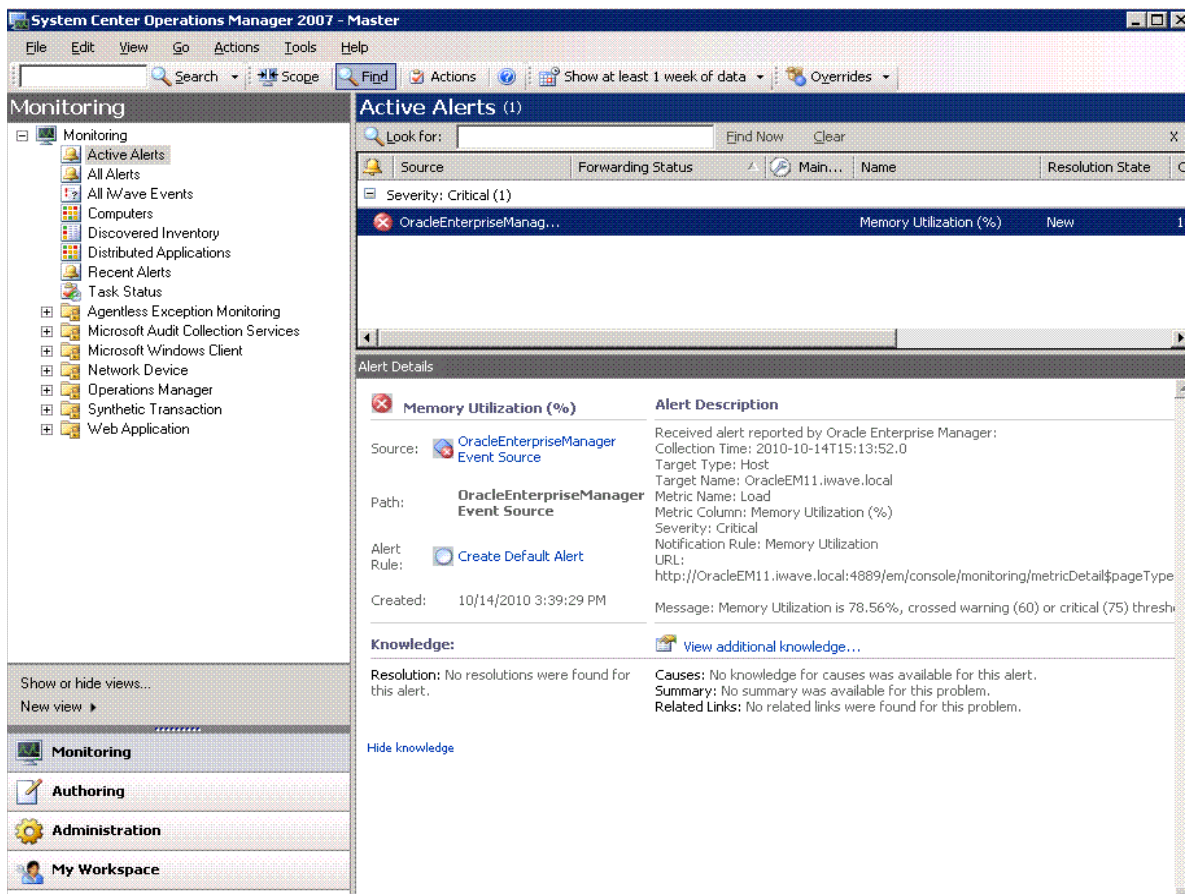 System Center Operations Manager 2007 - Master
File Edit View Go Actions Tools Help
Search Scope Find Actions Show at least 1 week of data Overrides
Monitoring
Monitoring
Active Alerts
All Alerts
All iWave Events
Computers
Discovered Inventory
Distributed Applications
Recent Alerts
Task Status
Agentless Exception Monitoring
Microsoft Audit Collection Services
Microsoft Windows Client
Network Device
Operations Manager
Synthetic Transaction
Web Application
Show or hide views...
New view
Monitoring
Authoring
Administration
My Workspace
Active Alerts (1)
Look for: Find Now Clear X
Source Forwarding Status Main... Name Resolution State C
Severity: Critical (1)
OracleEnterpriseManag... Memory Utilization (%) New 1
Alert Details
Memory Utilization (%)
Source: OracleEnterpriseManager
Event Source
Path: OracleEnterpriseManager
Event Source
Alert
Rule: Create Default Alert
Created: 10/14/2010 3:39:29 PM
Alert Description
Received alert reported by Oracle Enterprise Manager:
Collection Time: 2010-10-14T15:13:52.0
Target Type: Host
Target Name: OracleEM11.iwave.local
Metric Name: Load
Metric Column: Memory Utilization (%)
Severity: Critical
Notification Rule: Memory Utilization
URL:
http://OracleEM11.iwave.local:4889/em/console/monitoring/metricDetail$pageType
Message: Memory Utilization is 78.56%, crossed warning (60) or critical (75) thresh
Knowledge:
View additional knowledge...
Resolution: No resolutions were found for
this alert.
Causes: No knowledge for causes was available for this alert.
Summary: No summary was available for this problem.
Related Links: No related links were found for this problem.
Hide knowledge